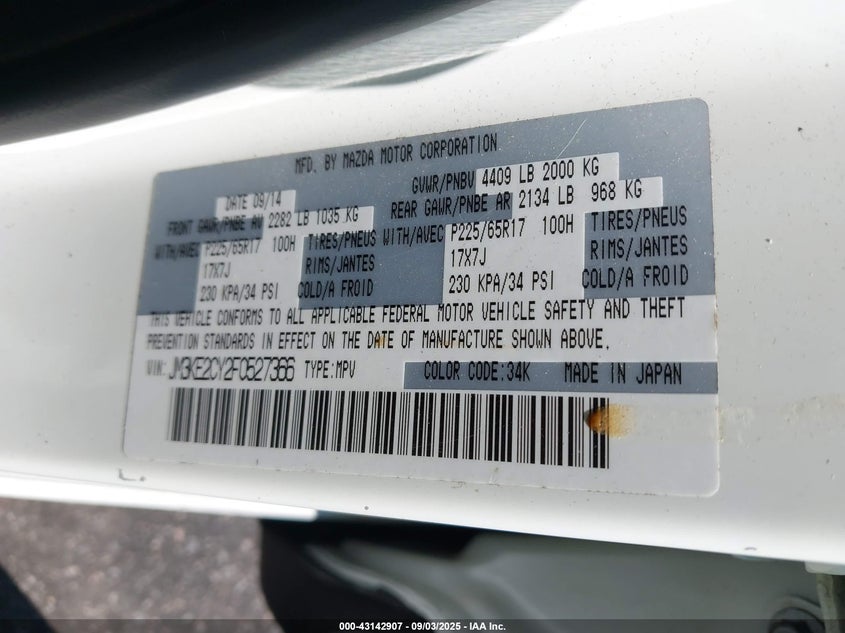 MFD. BY MAZDA MOTOR CORPORATION
DATE 09/14 GVWR/PNBV 4409 LB 2000 KG
FRONT GAWR/PNBE AV 2282 LB 1035 KG REAR GAWR/PNBE AR 2134 LB 968 KG
WITH/AVEC P225/65R17 100H TIRES/PNEUS WITH/AVEC P225/65R17 100H TIRES/PNEUS
17X7J RIMS/JANTES 17X7J RIMS/JANTES
230 KPA/34 PSI COLD/A FROID 230 KPA/34 PSI COLD/A FROID
THIS VEHICLE CONFORMS TO ALL APPLICABLE FEDERAL MOTOR VEHICLE SAFETY AND THEFT
PREVENTION STANDARDS IN EFFECT ON THE DATE OF MANUFACTURE SHOWN ABOVE.
VIN: JM3KE2CY2F0527366 TYPE:MPV COLOR CODE:34K MADE IN JAPAN
000-43142907 - 09/03/2025 - IAA Inc.